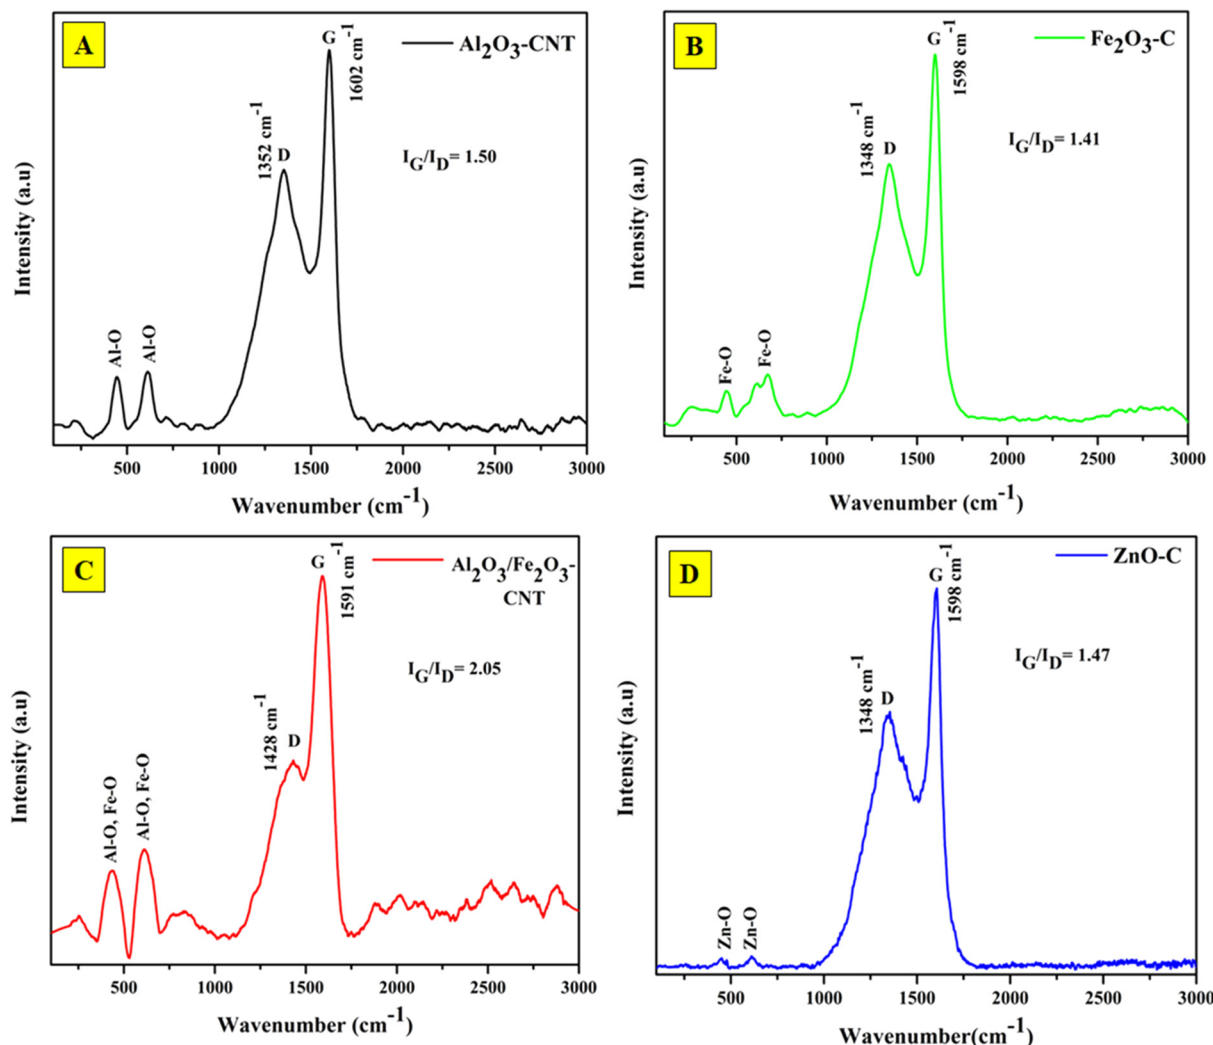 A
G
1602 cm-1
Al2O3-CNT
1352 cm-1
D
IG/ID= 1.50
Al-O
Al-O
Intensity (a.u)
500
1000
1500
2000
2500
3000
Wavenumber (cm-1)
B
G
1598 cm-1
Fe2O3-C
1348 cm-1
D
IG/ID= 1.41
Fe-O
Fe-O
Intensity (a.u)
500
1000
1500
2000
2500
3000
Wavenumber (cm-1)
C
G
1591 cm-1
Al2O3/Fe2O3-
CNT
1428 cm-1
D
IG/ID= 2.05
Al-O, Fe-O
Al-O, Fe-O
Intensity (a.u)
500
1000
1500
2000
2500
3000
Wavenumber (cm-1)
D
G
1598 cm-1
ZnO-C
1348 cm-1
D
IG/ID= 1.47
Zn-O
Zn-O
Intensity (a.u)
500
1000
1500
2000
2500
3000
Wavenumber(cm-1)